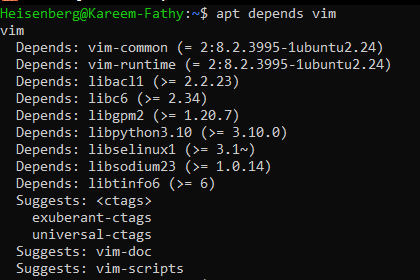 Heisenberg@Kareem-Fathy:~$ apt depends vim
vim
  Depends: vim-common (= 2:8.2.3995-1ubuntu2.24)
  Depends: vim-runtime (= 2:8.2.3995-1ubuntu2.24)
  Depends: libacl1 (>= 2.2.23)
  Depends: libc6 (>= 2.34)
  Depends: libgpm2 (>= 1.20.7)
  Depends: libpython3.10 (>= 3.10.0)
  Depends: libselinux1 (>= 3.1~)
  Depends: libsodium23 (>= 1.0.14)
  Depends: libtinfo6 (>= 6)
  Suggests: <ctags>
    exuberant-ctags
    universal-ctags
  Suggests: vim-doc
  Suggests: vim-scripts